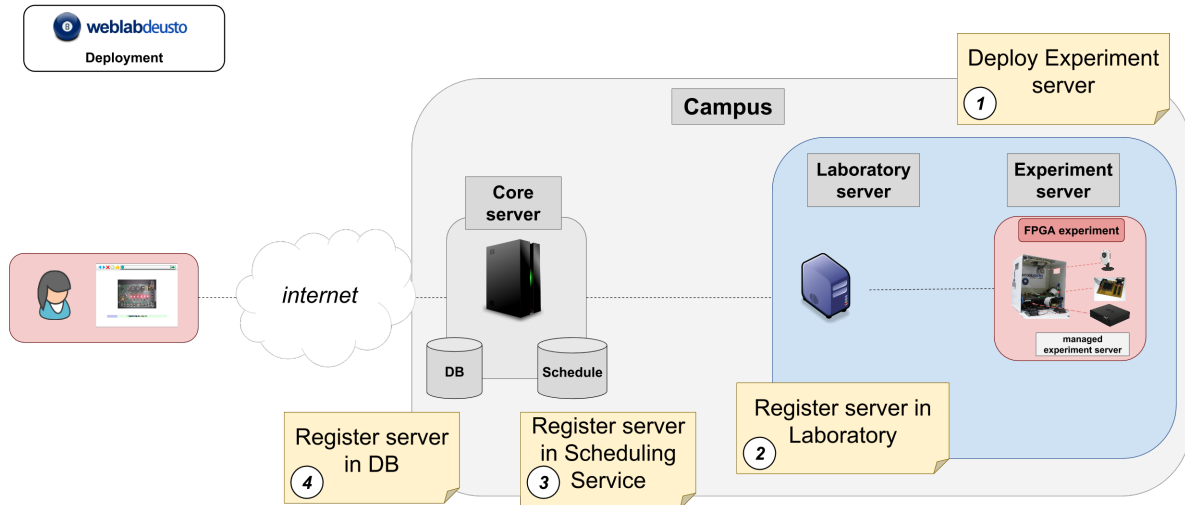 weblabdeusto
Deployment
Deploy Experiment
server
1
Campus
Laboratory
server
Experiment
server
Core
server
FPGA experiment
internet
managed
experiment server
DB
Schedule
Register server in
Laboratory
2
Register server
in Scheduling
Service
3
Register server
in DB
4